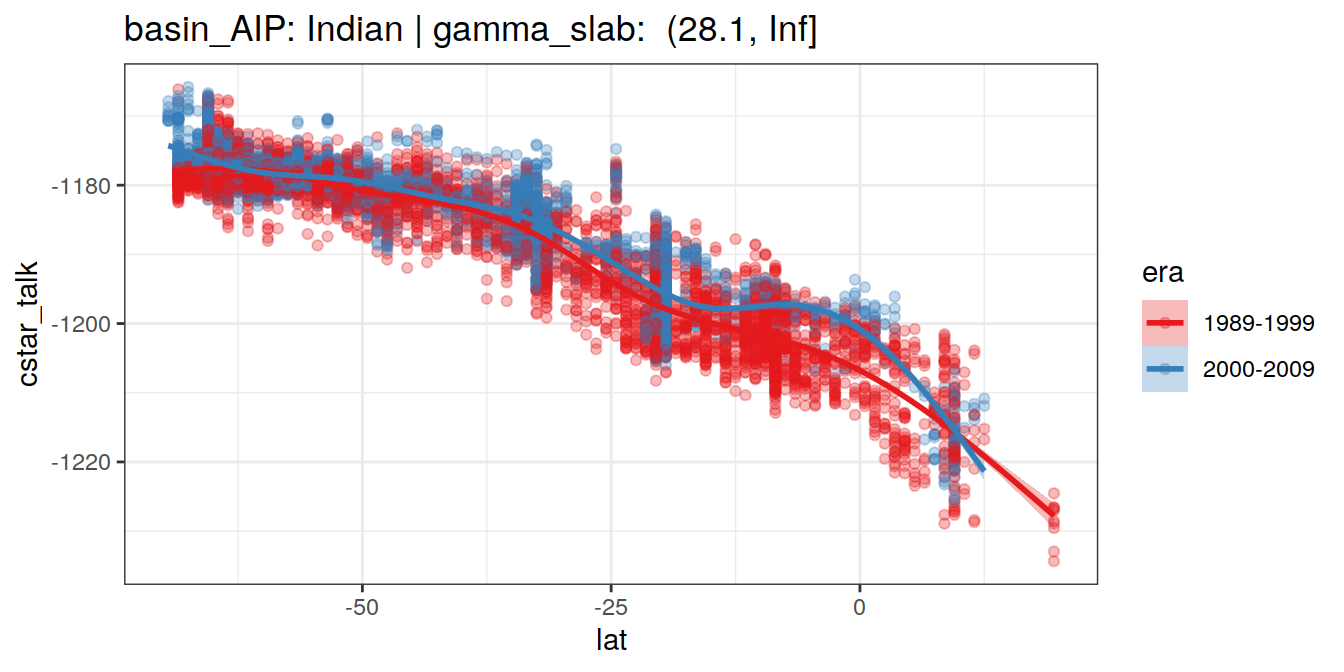 basin_AIP: Indian | gamma_slab:  (28.1, Inf]
cstar_talk
-1180
-1200
-1220
-50
-25
0
lat
era
1989-1999
2000-2009